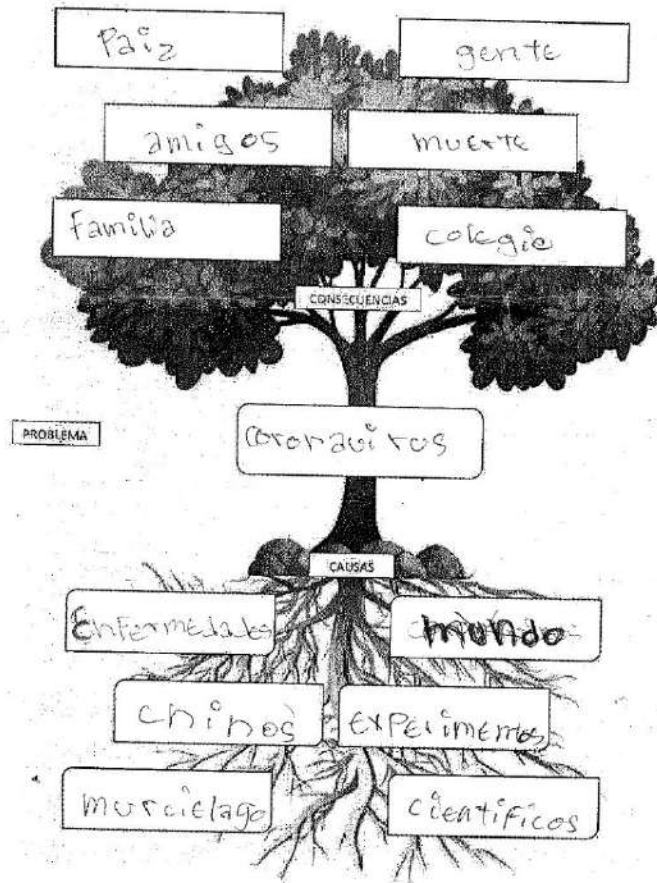 Paiz
gente
amigos
muerte
Familia
colegio
CONSECUENCIAS
PROBLEMA
coronavirus
CAUSAS
Enfermedades
mundo
chinos
experimentos
murcielago
cientificos